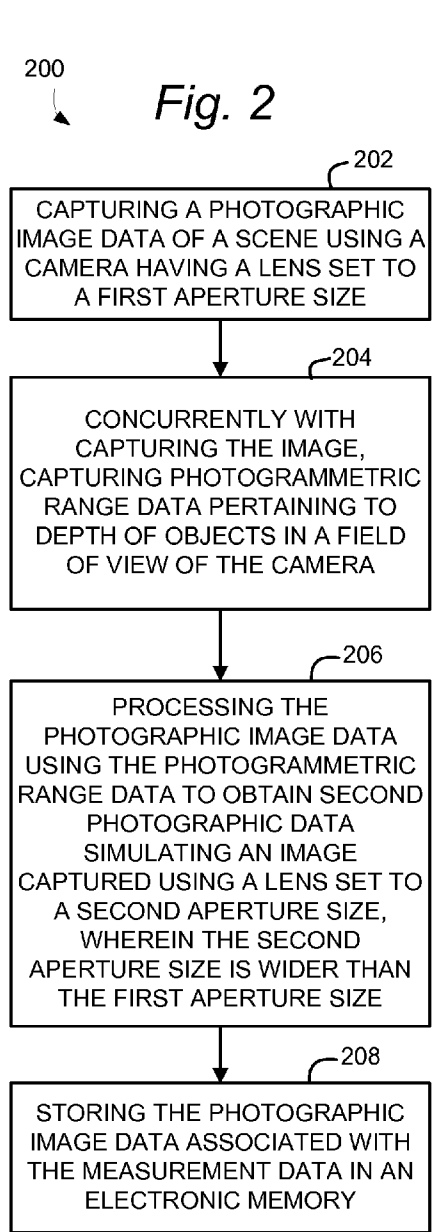 200
Fig. 2
202
CAPTURING A PHOTOGRAPHIC
IMAGE DATA OF A SCENE USING A
CAMERA HAVING A LENS SET TO
A FIRST APERTURE SIZE
204
CONCURRENTLY WITH
CAPTURING THE IMAGE,
CAPTURING PHOTOGRAMMETRIC
RANGE DATA PERTAINING TO
DEPTH OF OBJECTS IN A FIELD
OF VIEW OF THE CAMERA
206
PROCESSING THE
PHOTOGRAPHIC IMAGE DATA
USING THE PHOTOGRAMMETRIC
RANGE DATA TO OBTAIN SECOND
PHOTOGRAPHIC DATA
SIMULATING AN IMAGE
CAPTURED USING A LENS SET TO
A SECOND APERTURE SIZE,
WHEREIN THE SECOND
APERTURE SIZE IS WIDER THAN
THE FIRST APERTURE SIZE
208
STORING THE PHOTOGRAPHIC
IMAGE DATA ASSOCIATED WITH
THE MEASUREMENT DATA IN AN
ELECTRONIC MEMORY